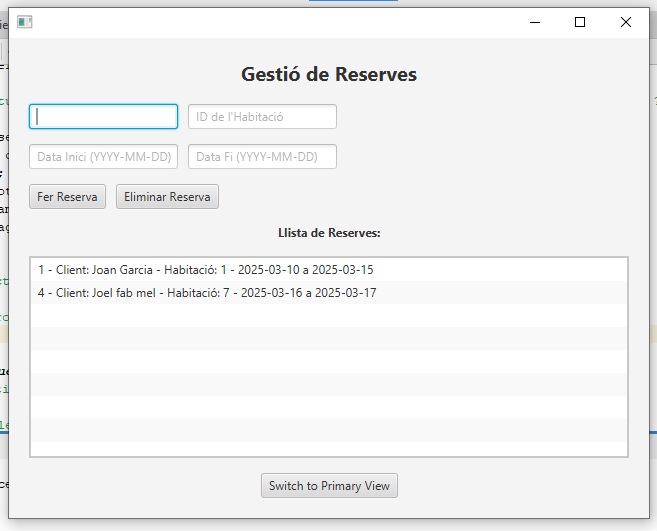 Gestió de Reserves
ID de l'Habitació
Data Inici (YYYY-MM-DD) Data Fi (YYYY-MM-DD)
Fer Reserva Eliminar Reserva
Llista de Reserves:
1 - Client: Joan Garcia - Habitació: 1 - 2025-03-10 a 2025-03-15
4 - Client: Joel fab mel - Habitació: 7 - 2025-03-16 a 2025-03-17
Switch to Primary View